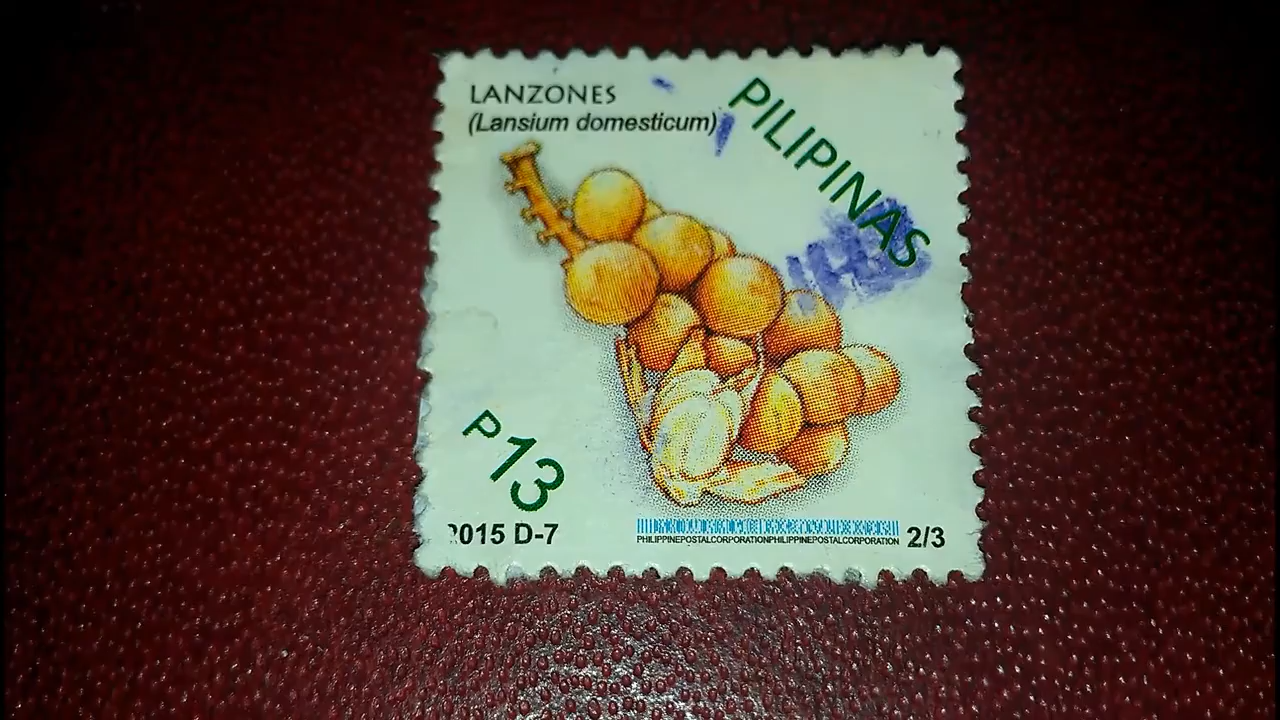 LANZONES
(Lansium domesticum)
PILIPINAS
P13
2015 D-7
PHILIPPINEPOSTALCORPORATIONPHILIPPINEPOSTALCORPORATION
2/3